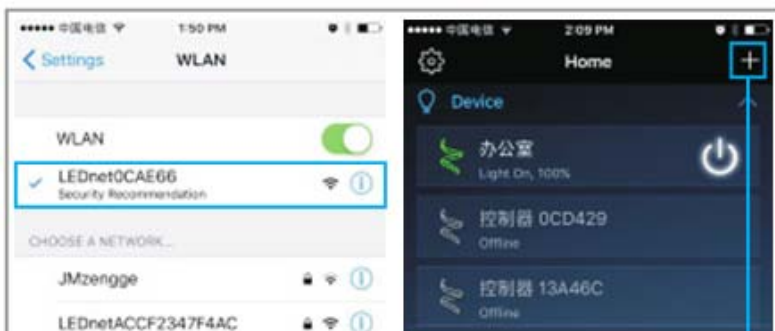 中国电信 1:50 PM
Settings WLAN
WLAN
LEDnet0CAE66
Security Recommendation
CHOOSE A NETWORK...
JMzengge
LEDnetACCF2347F4AC
中国电信 2:09 PM
Home +
Device
办公室
Light On, 100%
控制器 0CD429
Offline
控制器 13A46C
Offline